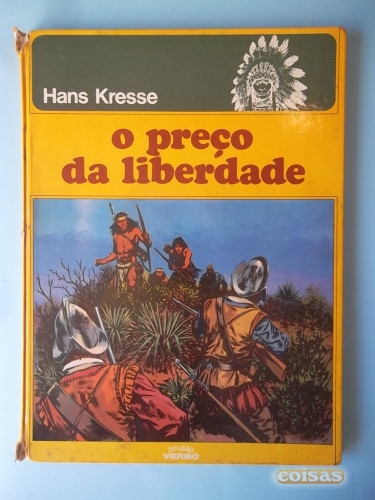 Hans Kresse
o preço
da liberdade
VERBO
coisas